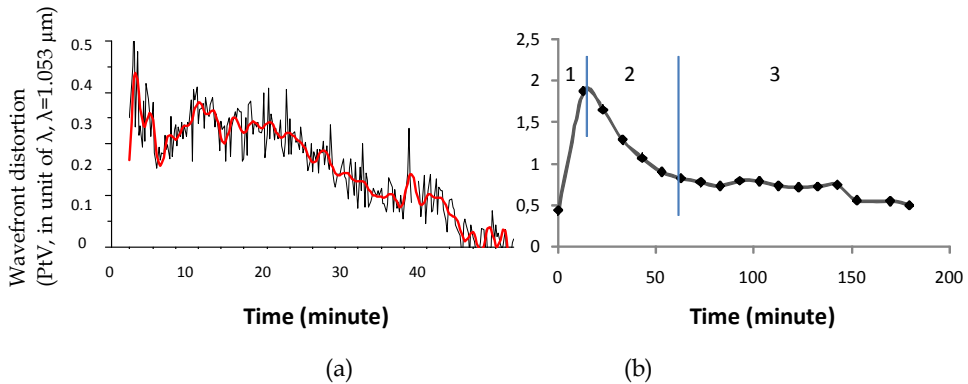 Wavefront distortion
(PtV, in unit of λ, λ=1.053 μm)
0.5
0.4
0.3
0.2
0.1
0
0 10 20 30 40
Time (minute)
(a)
2,5
2
1,5
1
0,5
0
1 2 3
0 50 100 150 200
Time (minute)
(b)